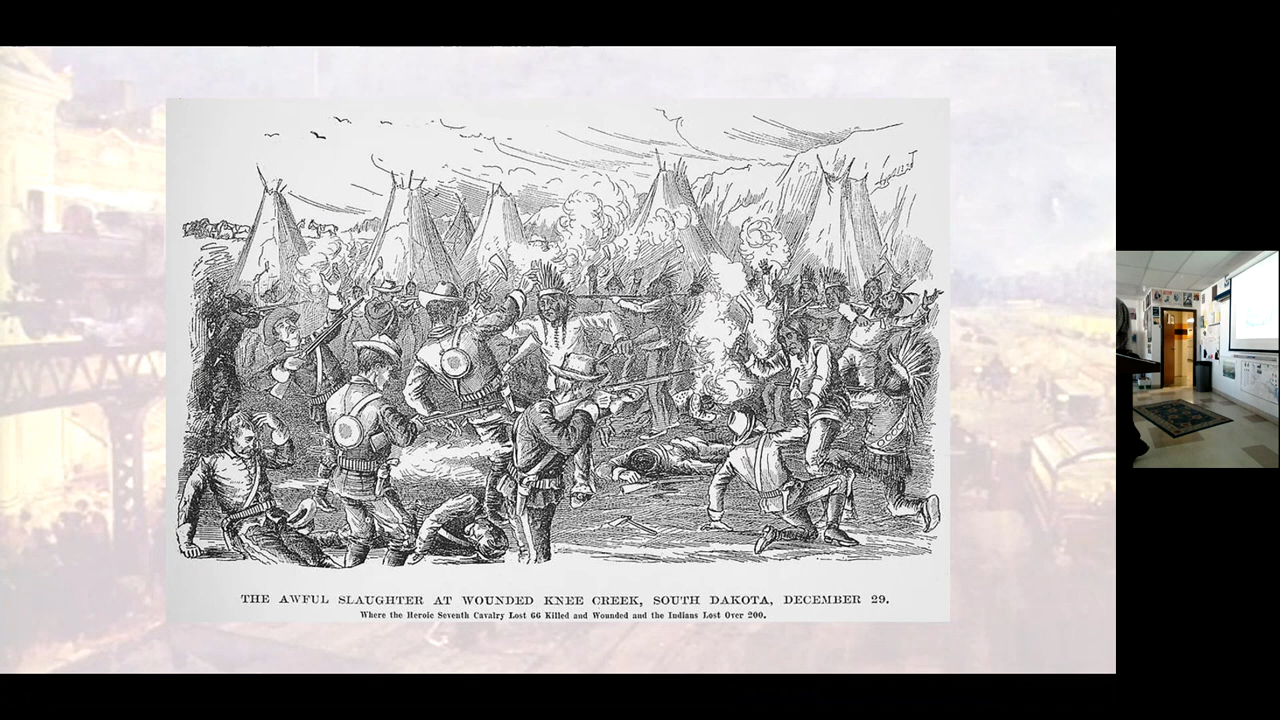 THE AWFUL SLAUGHTER AT WOUNDED KNEE CREEK, SOUTH DAKOTA, DECEMBER 29.
Where the Heroic Seventh Cavalry Lost 66 Killed and Wounded and the Indians Lost Over 200.